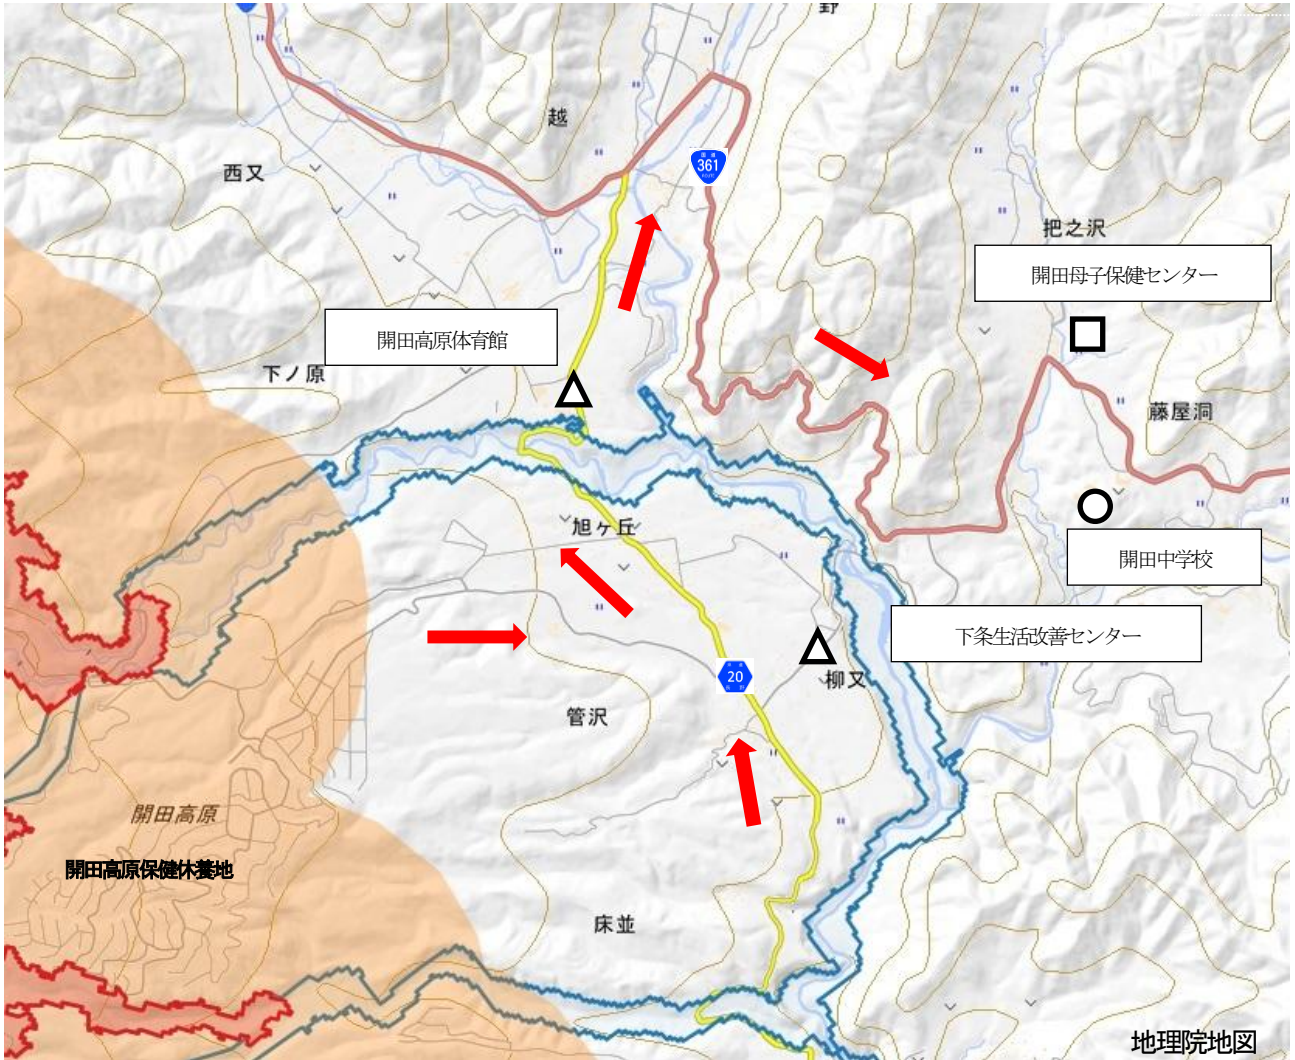 野
越
西又
361
把之沢
開田母子保健センター
開田高原体育館
下ノ原
藤屋洞
旭ヶ丘
開田中学校
下条生活改善センター
20
柳又
管沢
開田高原
開田高原保健休養地
床並
地理院地図